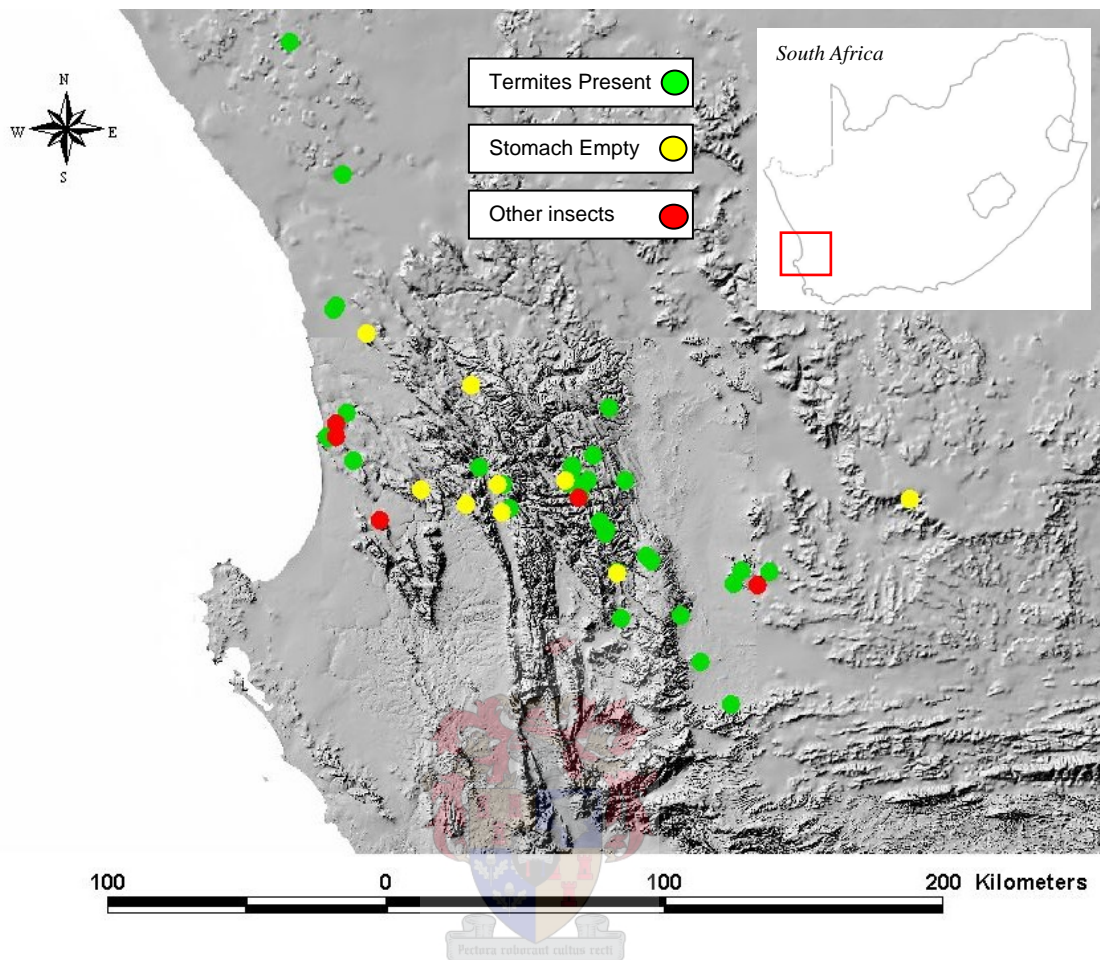 South Africa
Termites Present
Stomach Empty
Other insects
N
W E
S
100 0 100 200 Kilometers
Pectora roborant cultus recti